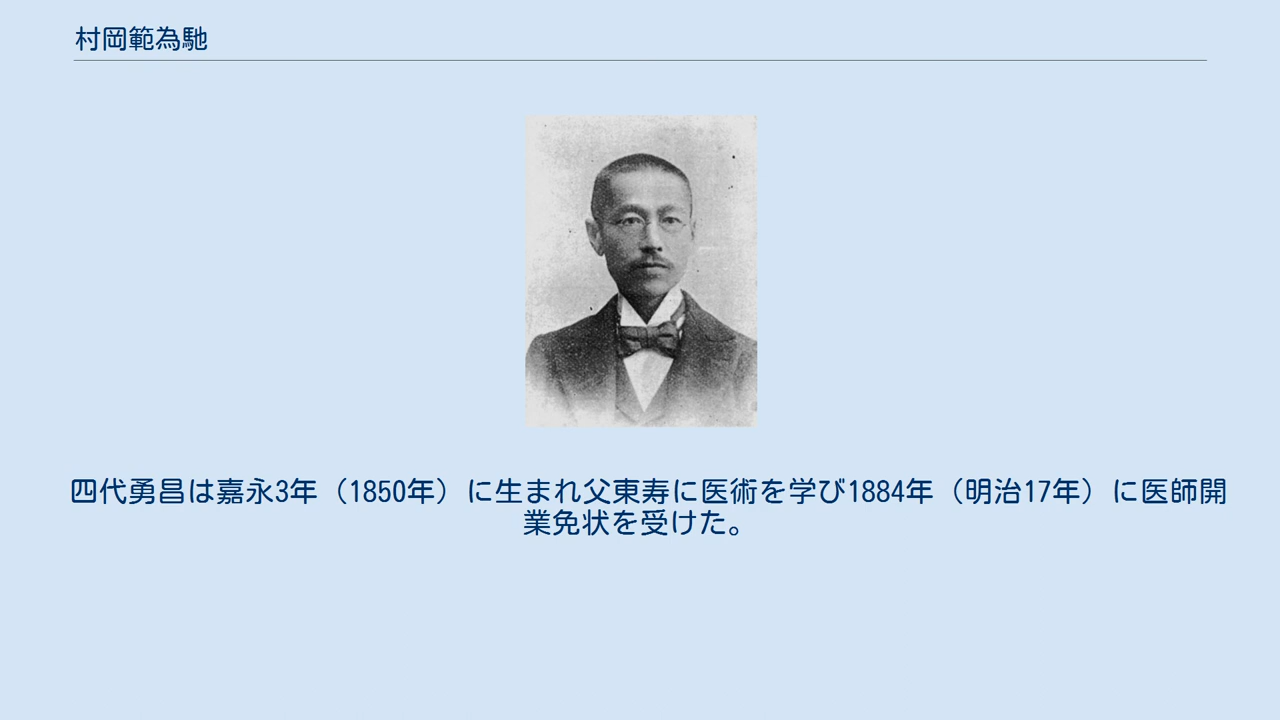 村岡範為馳
四代勇昌は嘉永3年（1850年）に生まれ父東寿に医術を学び1884年（明治17年）に医師開
業免状を受けた。